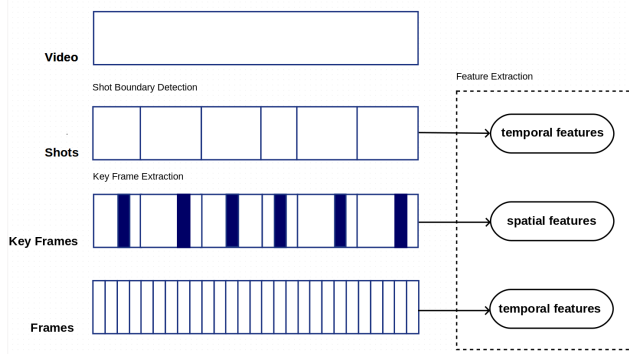 Video
Shot Boundary Detection
Feature Extraction
temporal features
Shots
Key Frame Extraction
spatial features
Key Frames
temporal features
Frames